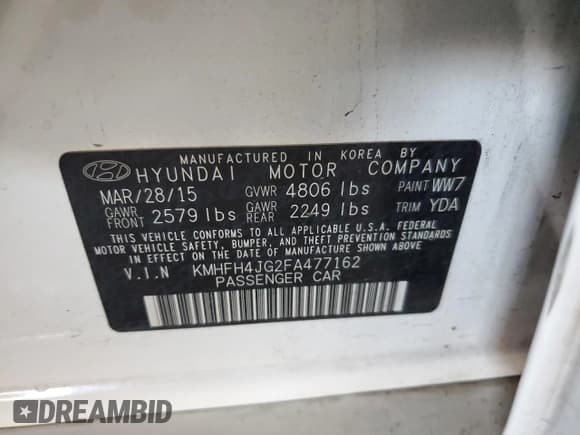 MANUFACTURED IN KOREA BY
HYUNDAI MOTOR COMPANY
MAR/28/15 GVWR 4806 lbs PAINT WW7
GAWR FRONT 2579 lbs GAWR REAR 2249 lbs TRIM YDA
THIS VEHICLE CONFORMS TO ALL APPLICABLE U.S.A. FEDERAL
MOTOR VEHICLE SAFETY, BUMPER, AND THEFT PREVENTION STANDARDS
IN EFFECT ON THE DATE OF MANUFACTURE SHOWN ABOVE.
V.I.N KMHFH4JG2FA477162
PASSENGER CAR
DREAMBID